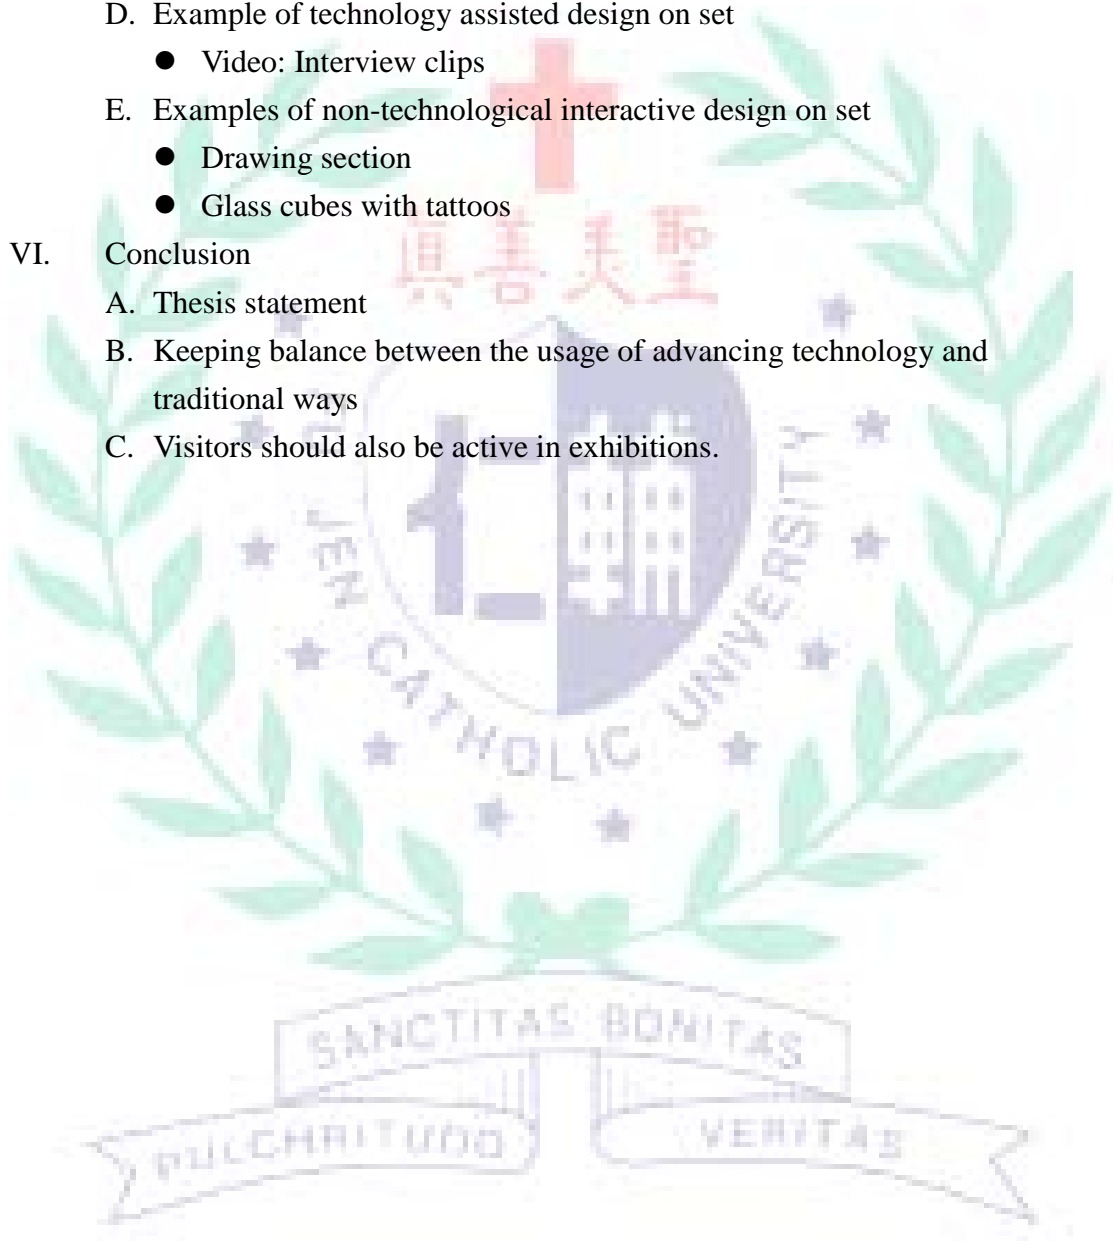 D. Example of technology assisted design on set
● Video: Interview clips
E. Examples of non-technological interactive design on set
● Drawing section
● Glass cubes with tattoos
真善美聖
VI. Conclusion
A. Thesis statement
B. Keeping balance between the usage of advancing technology and
traditional ways
C. Visitors should also be active in exhibitions.
JEN CATHOLIC UNIVERSITY
SANCTITAS BONITAS
PULCHRITUDO VERITAS